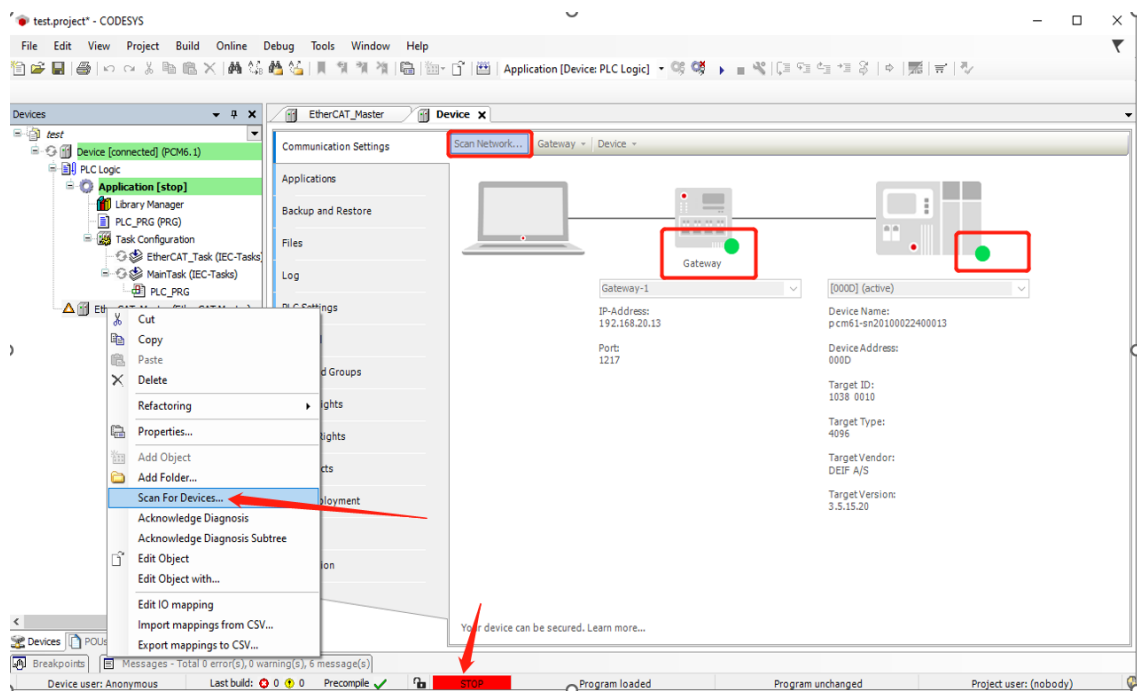 test.project* - CODESYS
File Edit View Project Build Online Debug Tools Window Help
Application [Device: PLC Logic]
Devices
EtherCAT_Master
Device
test
Device [connected] (PCM6.1)
PLC Logic
Application [stop]
Library Manager
PLC_PRG (PRG)
Task Configuration
EtherCAT_Task (IEC-Tasks
MainTask (IEC-Tasks)
PLC_PRG
Communication Settings
Applications
Backup and Restore
Files
Log
PLC Settings
d Groups
ights
Rights
cts
loyment
ion
Cut
Copy
Paste
Delete
Refactoring
Properties...
Add Object
Add Folder...
Scan For Devices...
Acknowledge Diagnosis
Acknowledge Diagnosis Subtree
Edit Object
Edit Object with...
Edit IO mapping
Import mappings from CSV...
Export mappings to CSV...
Scan Network... Gateway Device
Gateway
Gateway-1
IP-Address:
192.168.20.13
Port:
1217
[000D] (active)
Device Name:
pcm61-sn20100022400013
Device Address:
000D
Target ID:
1038 0010
Target Type:
4096
Target Vendor:
DEIF A/S
Target Version:
3.5.15.20
Your device can be secured. Learn more...
Devices POUs
Breakpoints Messages - Total 0 error(s), 0 warning(s), 6 message(s)
Device user: Anonymous Last build: 0 0 Precompile STOP Program loaded Program unchanged Project user: (nobody)